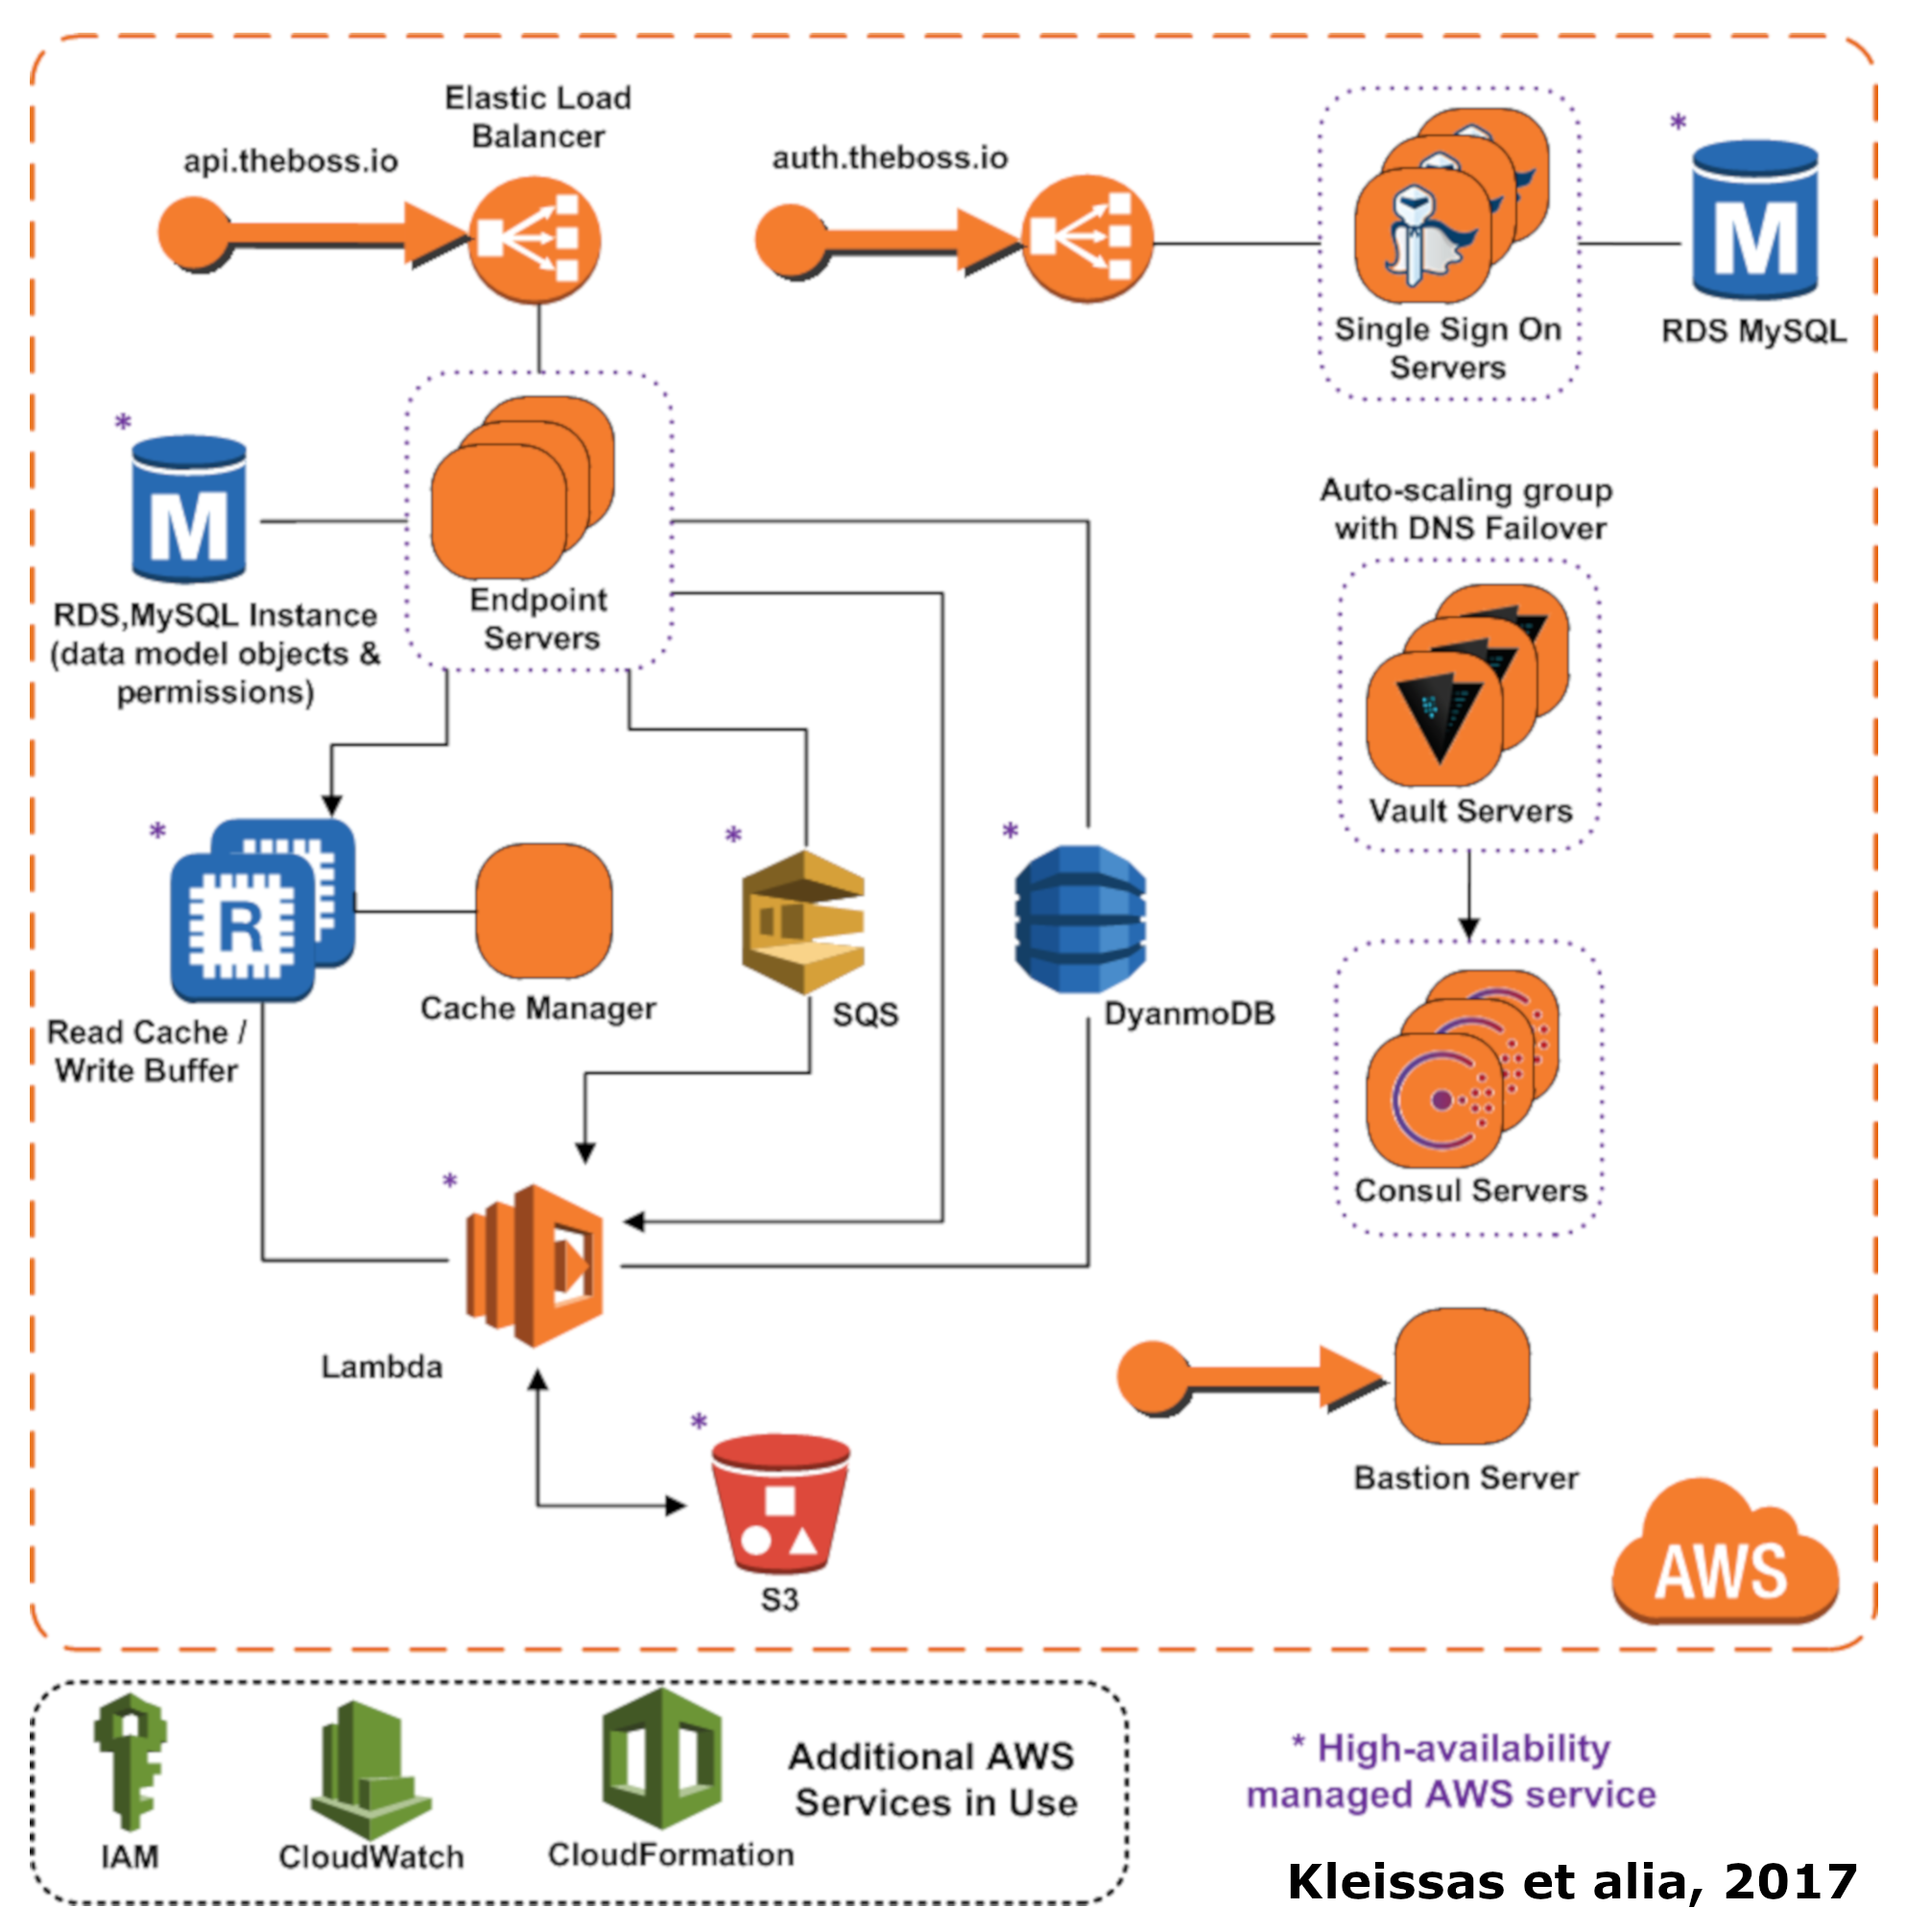 Elastic Load
Balancer
api.theboss.io
auth.theboss.io
*
M
Single Sign On
Servers
RDS MySQL
*
M
RDS,MySQL Instance
(data model objects &
permissions)
Endpoint
Servers
Auto-scaling group
with DNS Failover
Vault Servers
*
R
Read Cache /
Write Buffer
Cache Manager
*
SQS
*
DyanmoDB
Consul Servers
*
Lambda
*
S3
Bastion Server
AWS
IAM
CloudWatch
CloudFormation
Additional AWS
Services in Use
* High-availability
managed AWS service
Kleissas et alia, 2017